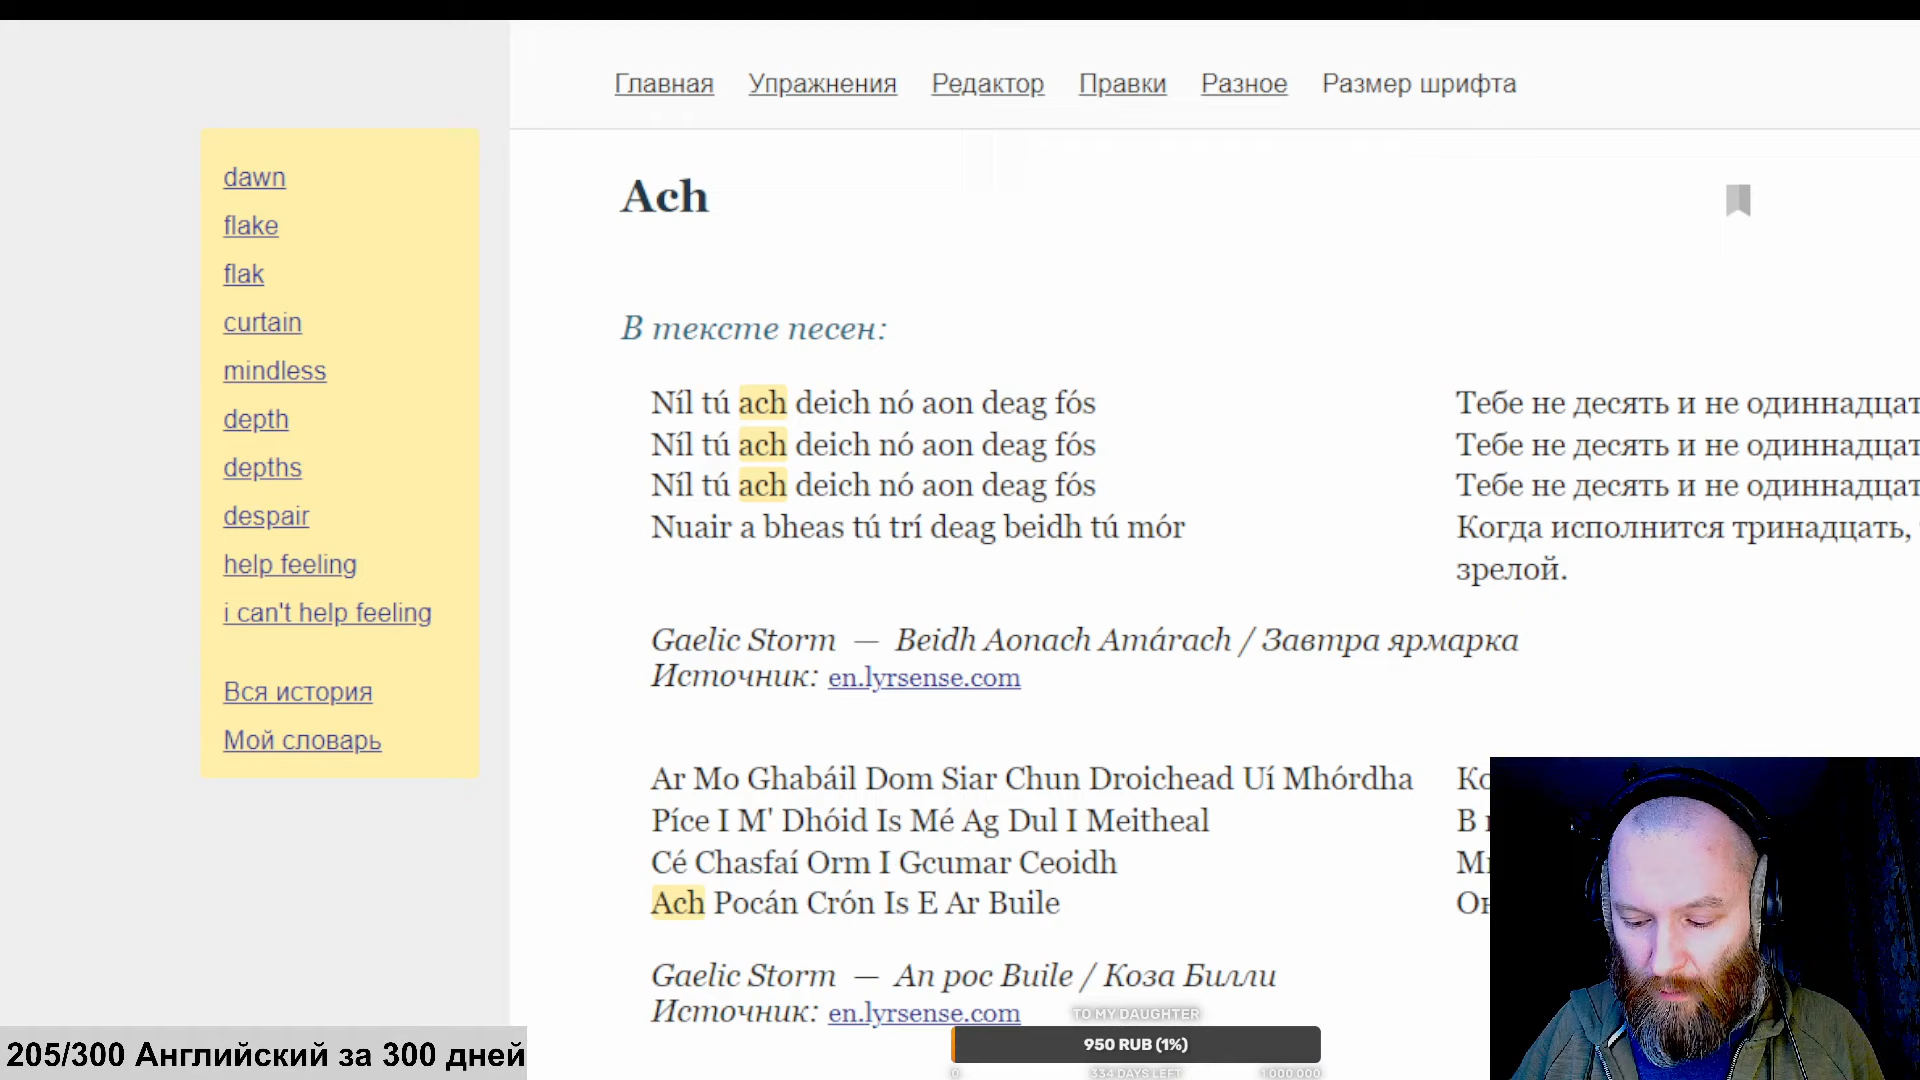 Главная Упражнения Редактор Правки Разное Размер шрифта
dawn
flake
flak
curtain
mindless
depth
depths
despair
help feeling
i can't help feeling
Вся история
Мой словарь
Ach
В тексте песен:
Níl tú ach deich nó aon deag fós
Níl tú ach deich nó aon deag fós
Níl tú ach deich nó aon deag fós
Nuair a bheas tú trí deag beidh tú mór
Тебе не десять и не одиннадцат
Тебе не десять и не одиннадцат
Тебе не десять и не одиннадцат
Когда исполнится тринадцать,
зрелой.
Gaelic Storm — Beidh Aonach Amárach / Завтра ярмарка
Источник: en.lyrsense.com
Ar Mo Ghabáil Dom Siar Chun Droichead Uí Mhórdha
Píce I M' Dhóid Is Mé Ag Dul I Meitheal
Cé Chasfaí Orm I Gcumar Ceoidh
Ach Pocán Crón Is E Ar Buile
Gaelic Storm — An poc Buile / Коза Билли
Источник: en.lyrsense.com
TO MY DAUGHTER
950 RUB (1%)
0 334 DAYS LEFT 1 000 000
205/300 Английский за 300 дней